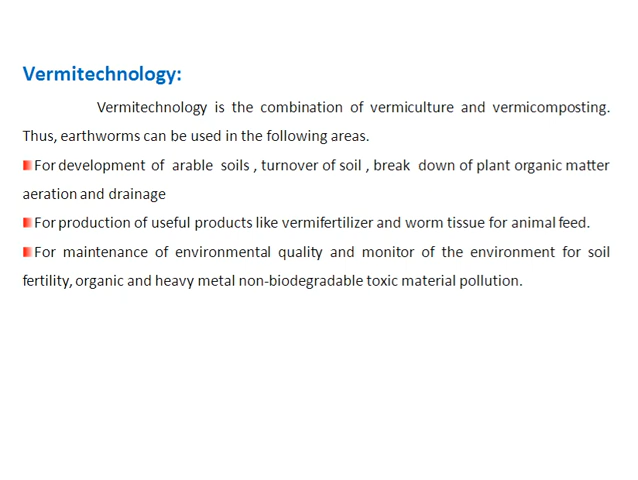 Vermitechnology:
Vermitechnology is the combination of vermiculture and vermicomposting.
Thus, earthworms can be used in the following areas.
For development of arable soils , turnover of soil , break down of plant organic matter
aeration and drainage
For production of useful products like vermifertilizer and worm tissue for animal feed.
For maintenance of environmental quality and monitor of the environment for soil
fertility, organic and heavy metal non-biodegradable toxic material pollution.